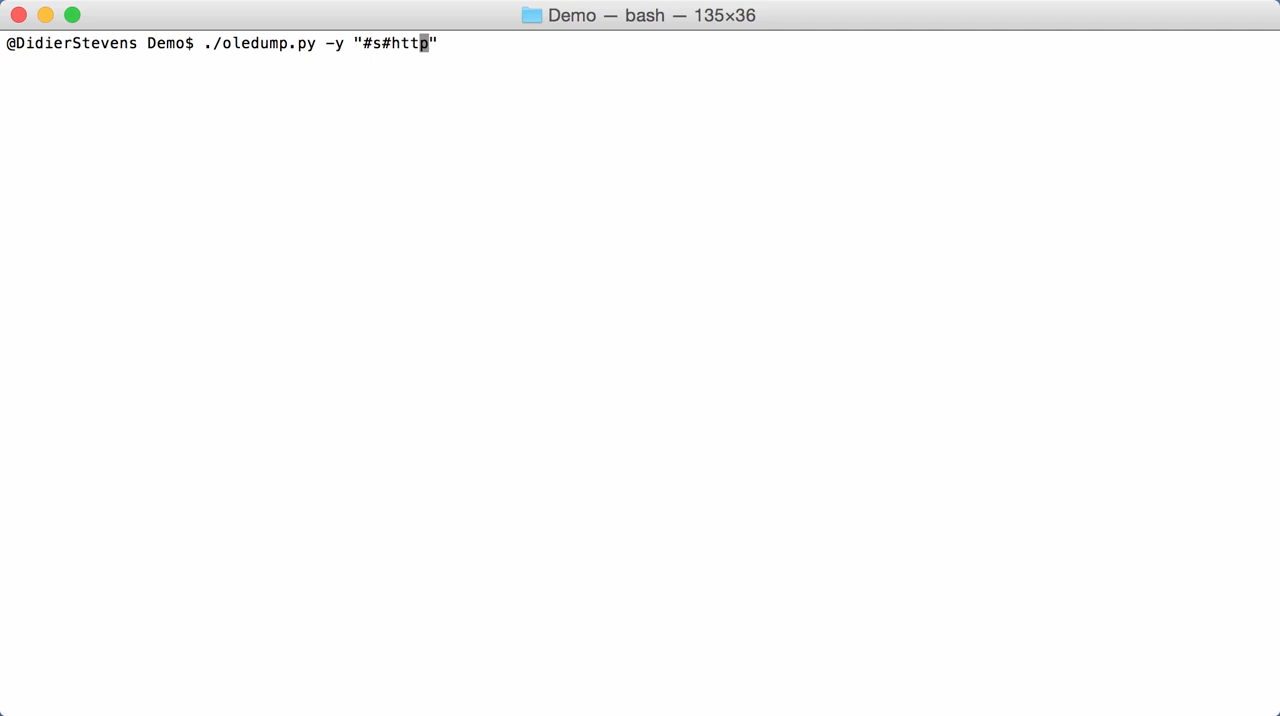 Demo — bash — 135×36
@DidierStevens Demo$ ./oledump.py -y "#s#http"